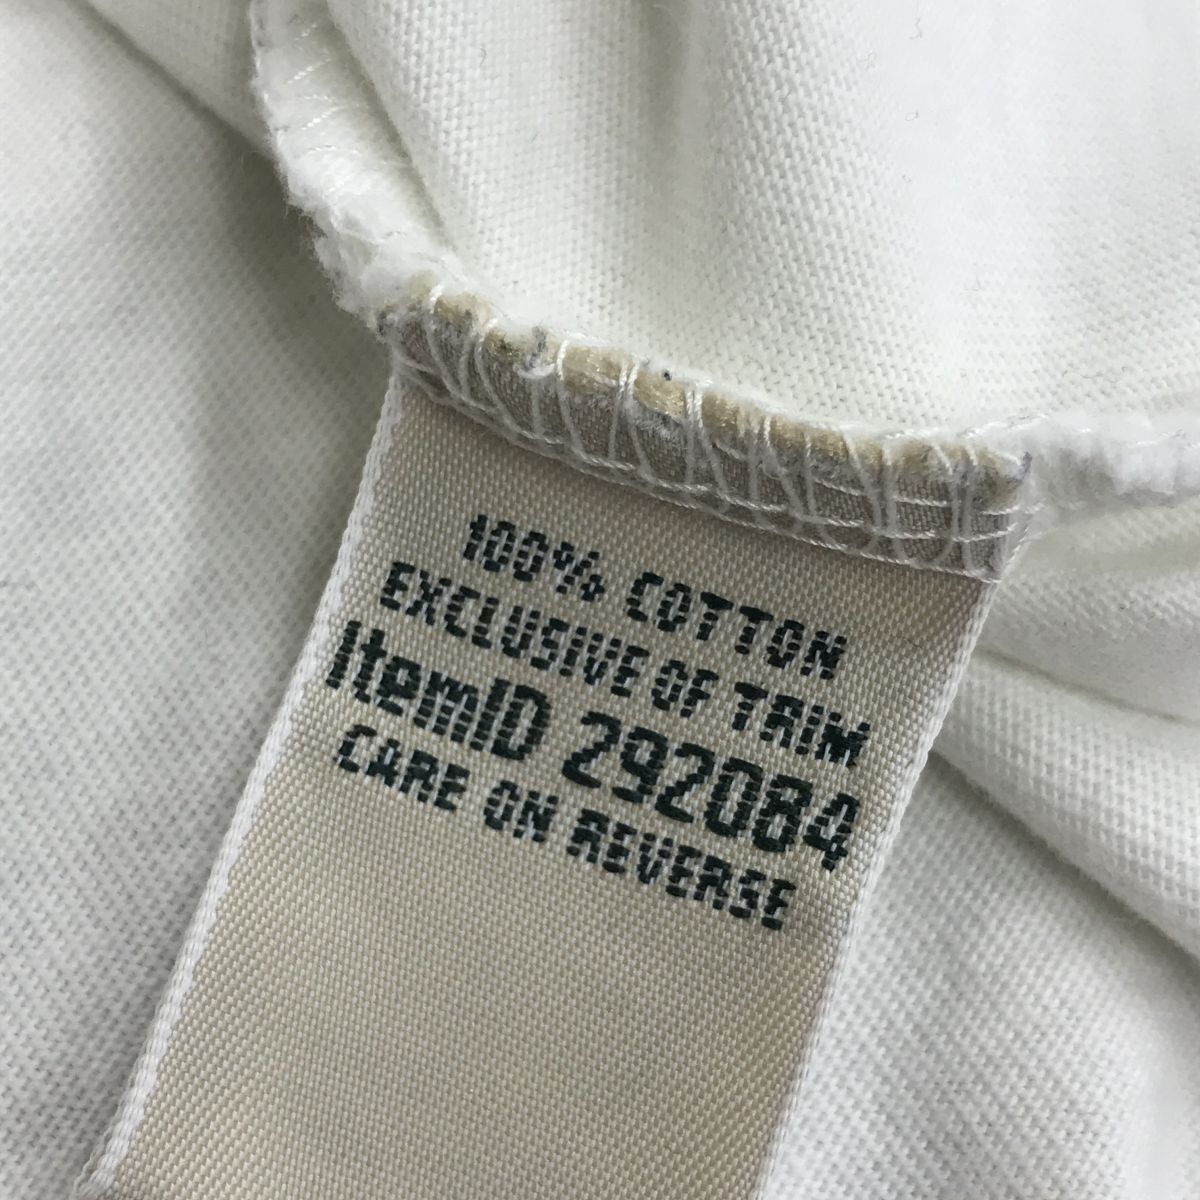 100% COTTON
EXCLUSIVE OF TRIM
ItemID 292084
CARE ON REVERSE